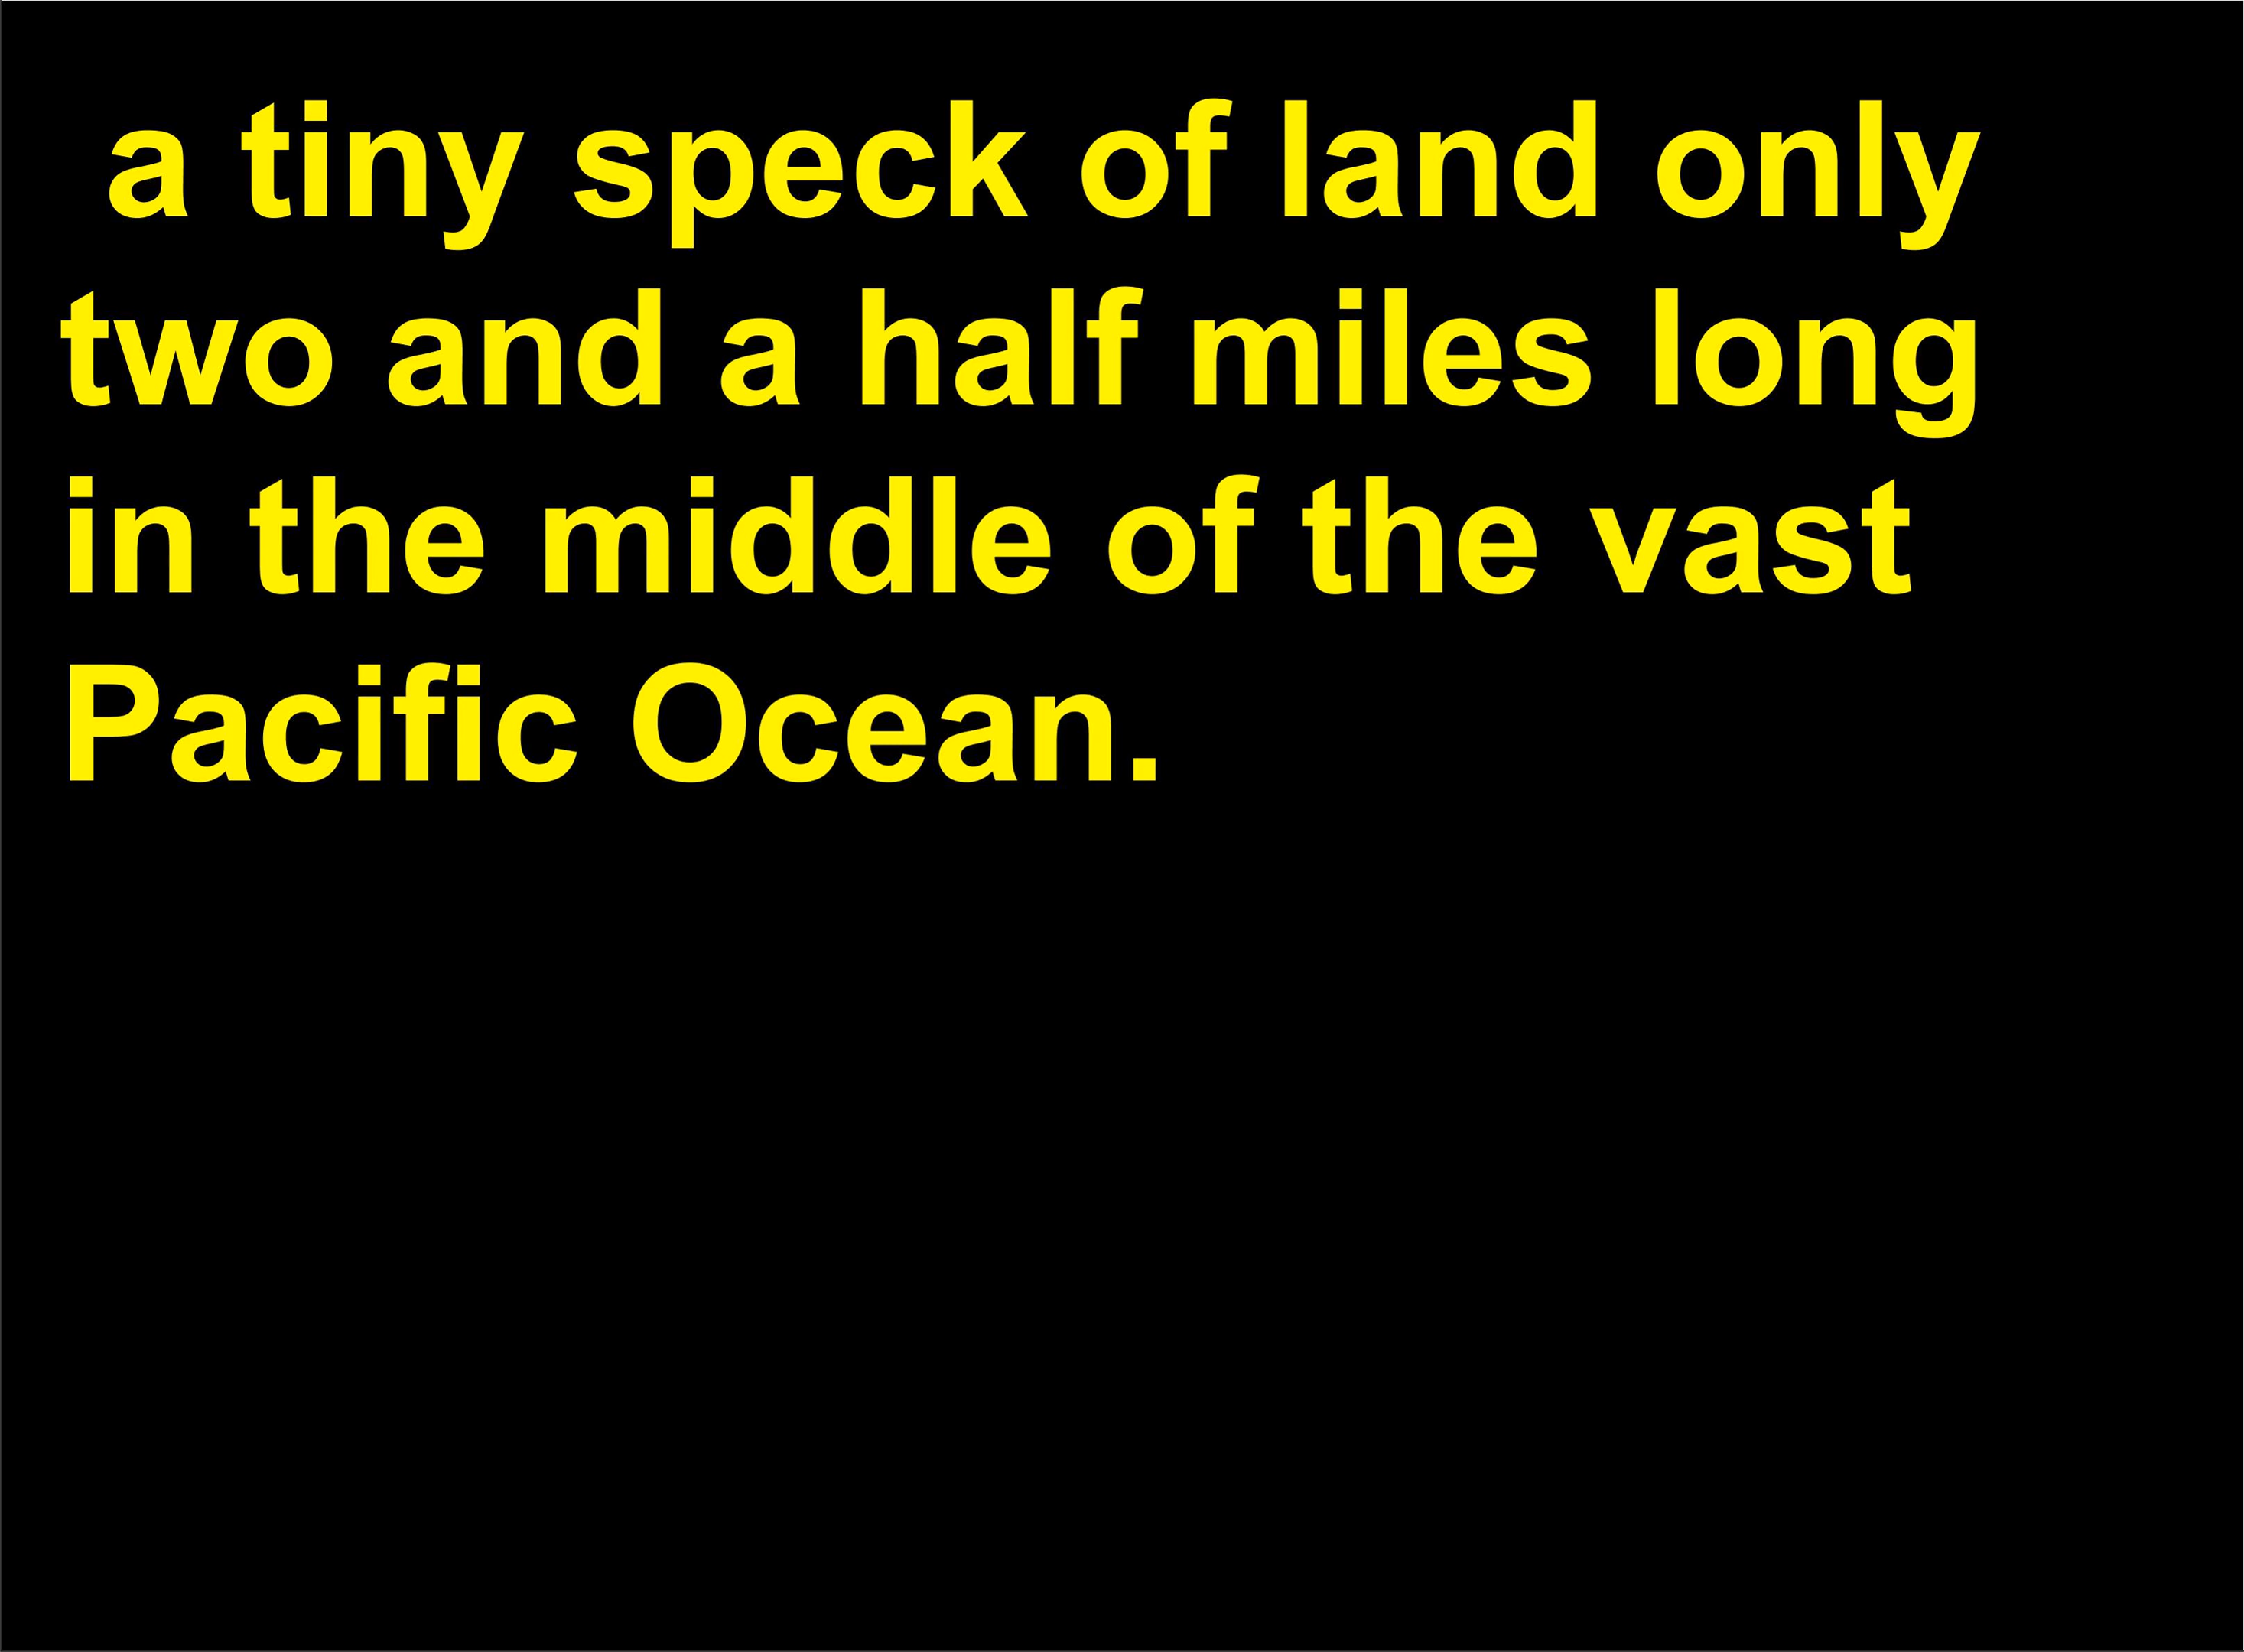 a tiny speck of land only
two and a half miles long
in the middle of the vast
Pacific Ocean.